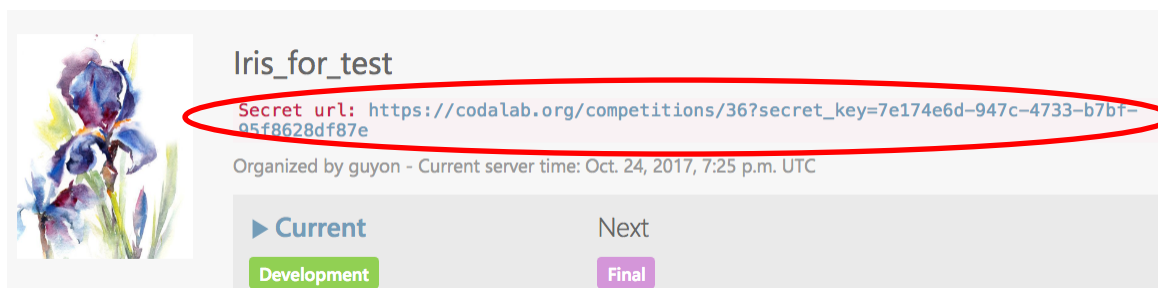 Iris_for_test
Secret url: https://codalab.org/competitions/36?secret_key=7e174e6d-947c-4733-b7bf-
95f8628df87e
Organized by guyon - Current server time: Oct. 24, 2017, 7:25 p.m. UTC
Current Next
Development Final